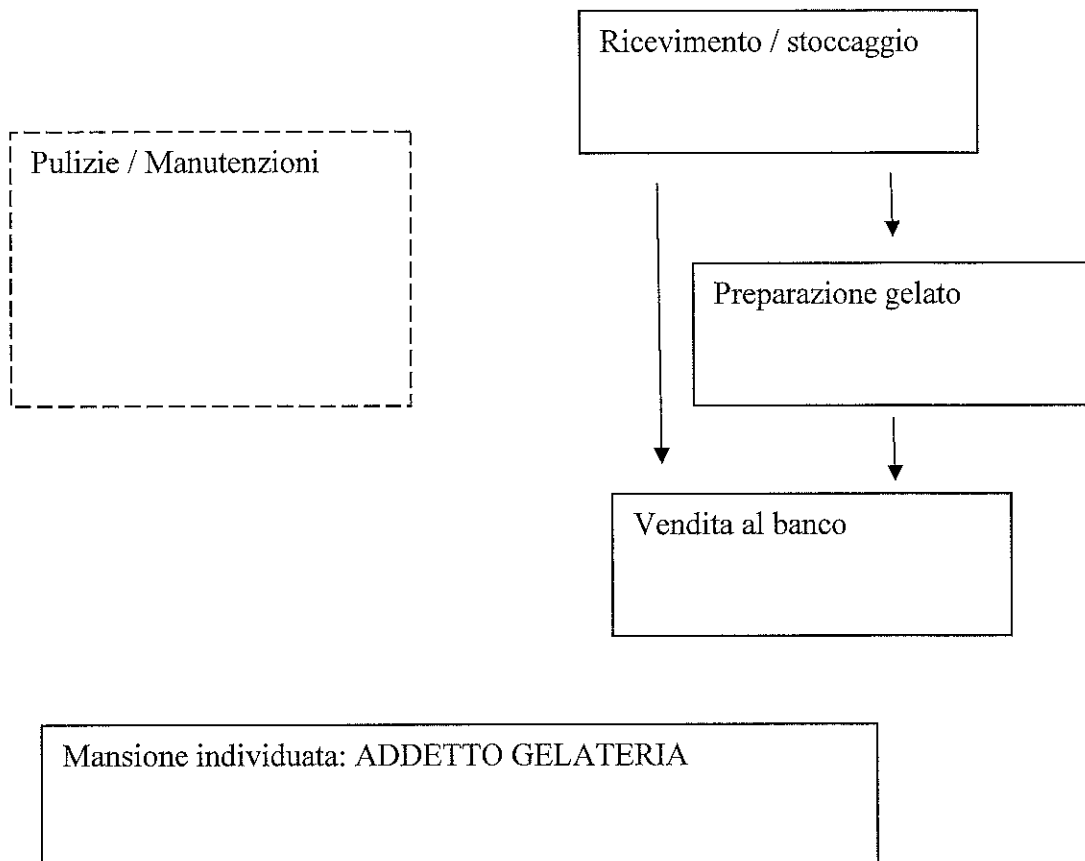 Ricevimento / stoccaggio
Pulizie / Manutenzioni
Preparazione gelato
Vendita al banco
Mansione individuata: ADDETTO GELATERIA